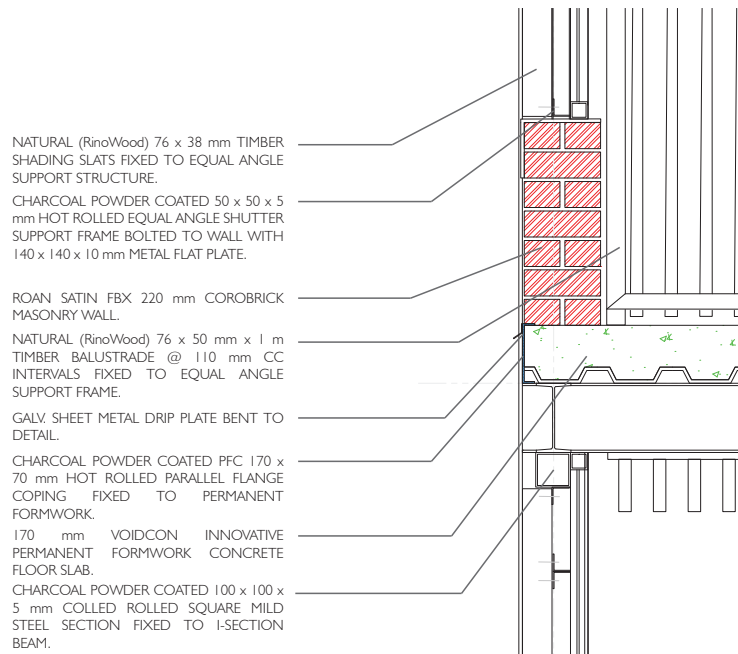 NATURAL (RinoWood) 76 x 38 mm TIMBER
SHADING SLATS FIXED TO EQUAL ANGLE
SUPPORT STRUCTURE.
CHARCOAL POWDER COATED 50 x 50 x 5
mm HOT ROLLED EQUAL ANGLE SHUTTER
SUPPORT FRAME BOLTED TO WALL WITH
140 x 140 x 10 mm METAL FLAT PLATE.
ROAN SATIN FBX 220 mm COROBRICK
MASONRY WALL.
NATURAL (RinoWood) 76 x 50 mm x 1 m
TIMBER BALUSTRADE @ 110 mm CC
INTERVALS FIXED TO EQUAL ANGLE
SUPPORT FRAME.
GALV. SHEET METAL DRIP PLATE BENT TO
DETAIL.
CHARCOAL POWDER COATED PFC 170 x
70 mm HOT ROLLED PARALLEL FLANGE
COPING FIXED TO PERMANENT
FORMWORK.
170 mm VOIDCON INNOVATIVE
PERMANENT FORMWORK CONCRETE
FLOOR SLAB.
CHARCOAL POWDER COATED 100 x 100 x
5 mm COLLED ROLLED SQUARE MILD
STEEL SECTION FIXED TO I-SECTION
BEAM.